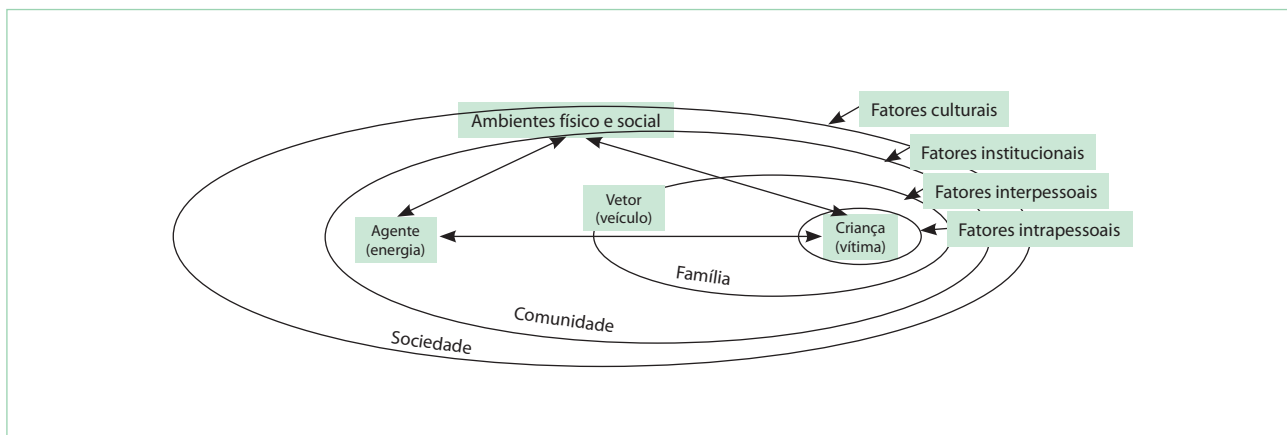 Fatores culturais
Ambientes físico e social
Fatores institucionais
Fatores interpessoais
Vetor
(veículo)
Agente
(energia)
Criança
(vítima)
Fatores intrapessoais
Família
Comunidade
Sociedade